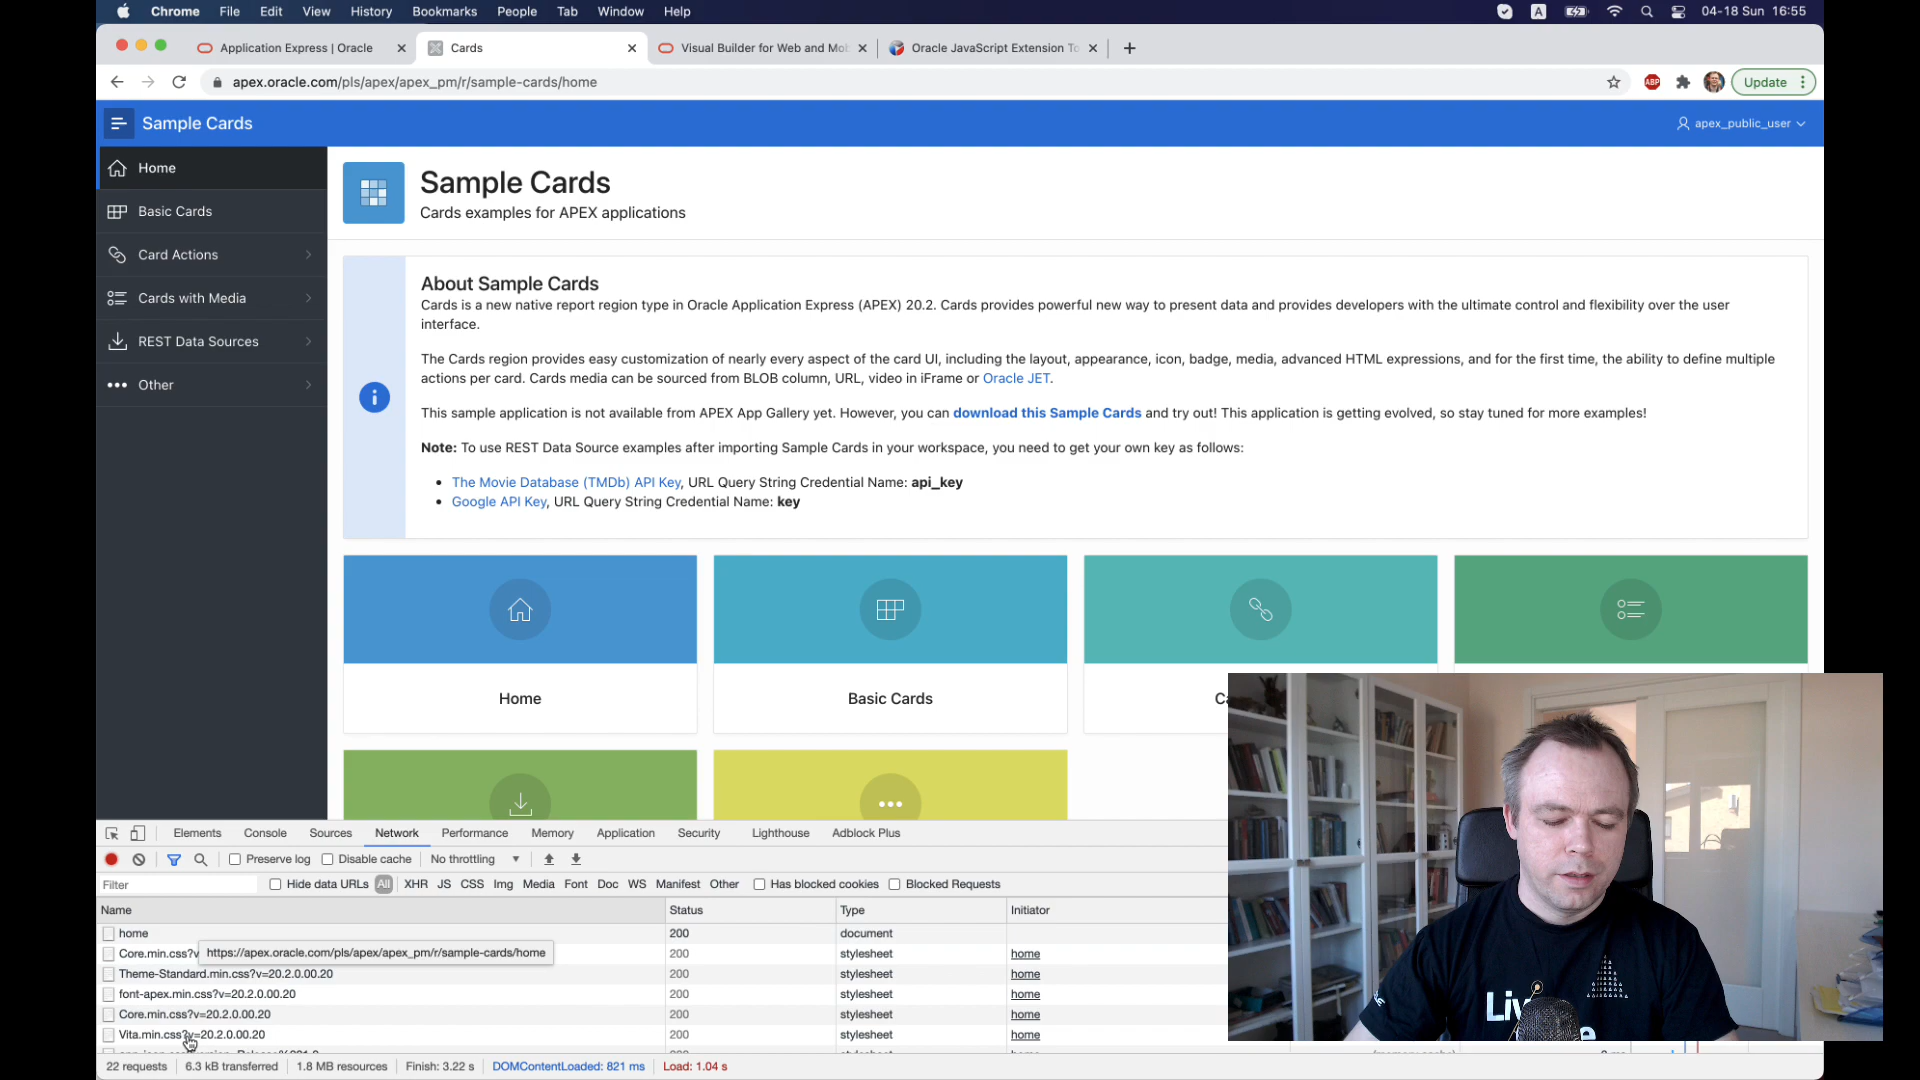 Chrome File Edit View History Bookmarks People Tab Window Help
A 04-18 Sun 16:55
Application Express | Oracle
Cards
Visual Builder for Web and Mob
Oracle JavaScript Extension To
apex.oracle.com/pls/apex/apex_pm/r/sample-cards/home
ABP
Update
Sample Cards
apex_public_user
Home
Basic Cards
Card Actions
Cards with Media
REST Data Sources
Other
Sample Cards
Cards examples for APEX applications
About Sample Cards
Cards is a new native report region type in Oracle Application Express (APEX) 20.2. Cards provides powerful new way to present data and provides developers with the ultimate control and flexibility over the user
interface.
The Cards region provides easy customization of nearly every aspect of the card UI, including the layout, appearance, icon, badge, media, advanced HTML expressions, and for the first time, the ability to define multiple
actions per card. Cards media can be sourced from BLOB column, URL, video in iFrame or Oracle JET.
This sample application is not available from APEX App Gallery yet. However, you can download this Sample Cards and try out! This application is getting evolved, so stay tuned for more examples!
Note: To use REST Data Source examples after importing Sample Cards in your workspace, you need to get your own key as follows:
• The Movie Database (TMDb) API Key, URL Query String Credential Name: api_key
• Google API Key, URL Query String Credential Name: key
Home
Basic Cards
Elements Console Sources Network Performance Memory Application Security Lighthouse Adblock Plus
Preserve log Disable cache No throttling
Filter Hide data URLs All XHR JS CSS Img Media Font Doc WS Manifest Other Has blocked cookies Blocked Requests
Name Status Type Initiator
home 200 document
Core.min.css?v 200 stylesheet home
https://apex.oracle.com/pls/apex/apex_pm/r/sample-cards/home
Theme-Standard.min.css?v=20.2.0.00.20 200 stylesheet home
font-apex.min.css?v=20.2.0.00.20 200 stylesheet home
Core.min.css?v=20.2.0.00.20 200 stylesheet home
Vita.min.css?v=20.2.0.00.20 200 stylesheet home
22 requests 6.3 kB transferred 1.8 MB resources Finish: 3.22 s DOMContentLoaded: 821 ms Load: 1.04 s